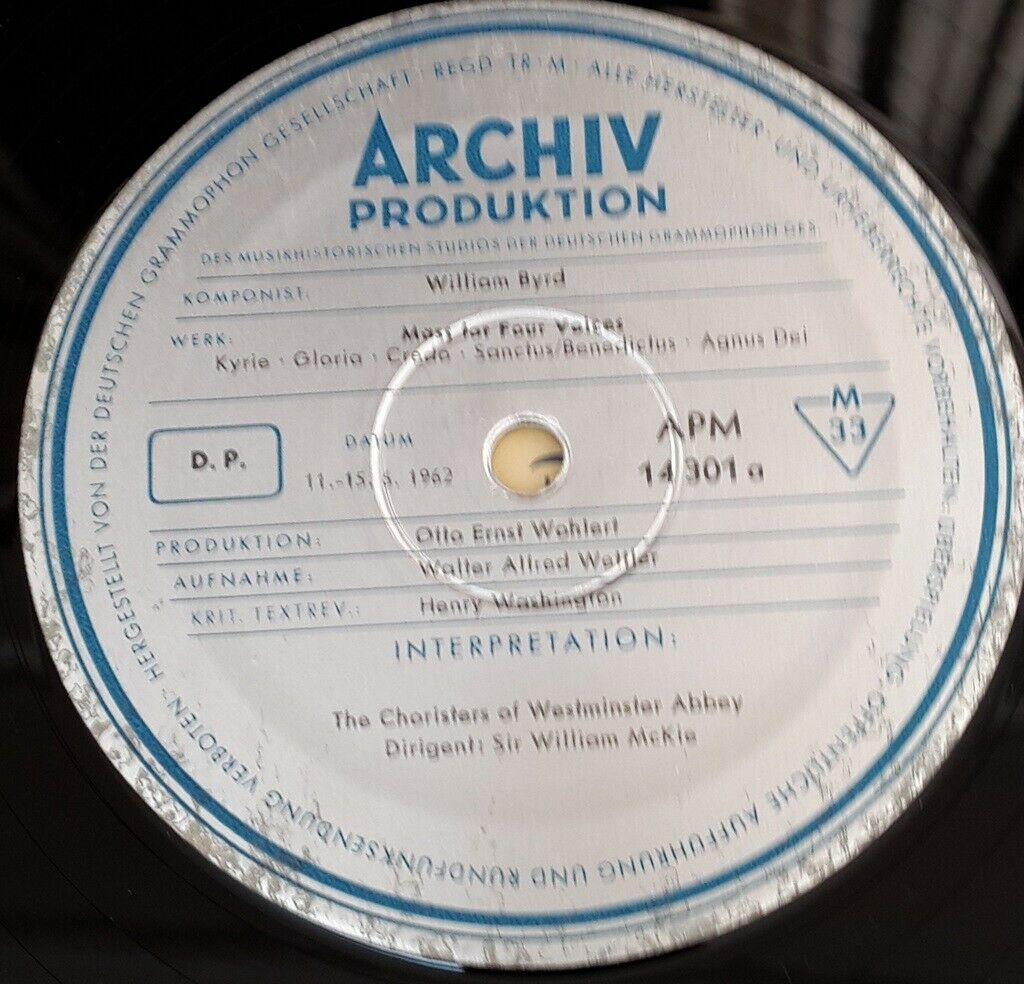 HERGESTELLT VON DER DEUTSCHEN GRAMMOPHON GESELLSCHAFT · REGD TR·M · ALLE HERSTELLER- UND URHEBERRECHTE VORBEHALTEN · ÜBERSPIELUNG, ÖFFENTLICHE AUFFÜHRUNG UND RUNDFUNKSENDUNG VERBOTEN ·
ARCHIV
PRODUKTION
DES MUSIKHISTORISCHEN STUDIOS DER DEUTSCHEN GRAMMOPHON GES.
KOMPONIST: William Byrd
WERK: Mass for Four Voices
Kyrie · Gloria · Credo · Sanctus/Benedictus · Agnus Dei
D. P.
DATUM
11.-15. 6. 1962
APM
14 301 a
M
33
PRODUKTION: Otto Ernst Wohlert
AUFNAHME: Walter Alfred Wettler
KRIT. TEXTREV.: Henry Washington
INTERPRETATION:
The Choristers of Westminster Abbey
Dirigent: Sir William McKie